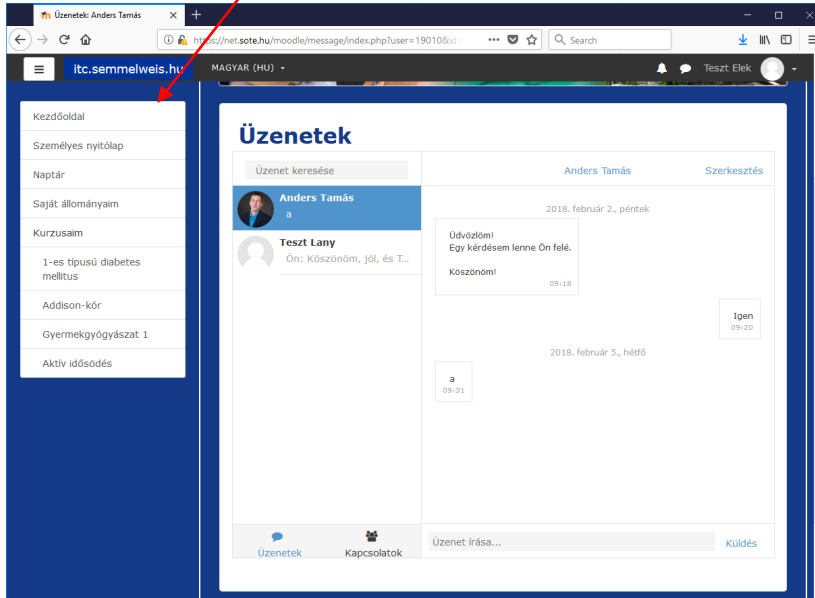 Üzenetek: Anders Tamás
https://net.sote.hu/moodle/message/index.php?user=19010&id=
Search
itc.semmelweis.hu
MAGYAR (HU)
Teszt Elek
Kezdőoldal
Személyes nyitólap
Naptár
Saját állományaim
Kurzusaim
1-es típusú diabetes
mellitus
Addison-kór
Gyermekgyógyászat 1
Aktív idősödés
Üzenetek
Üzenet keresése
Anders Tamás
a
Teszt Lany
Ön: Köszönöm, jól, és T...
Üzenetek
Kapcsolatok
Anders Tamás
Szerkesztés
2018. február 2., péntek
Üdvözlöm!
Egy kérdésem lenne Ön felé.
Köszönöm!
09:18
Igen
09:20
2018. február 5., hétfő
a
09:31
Üzenet írása...
Küldés